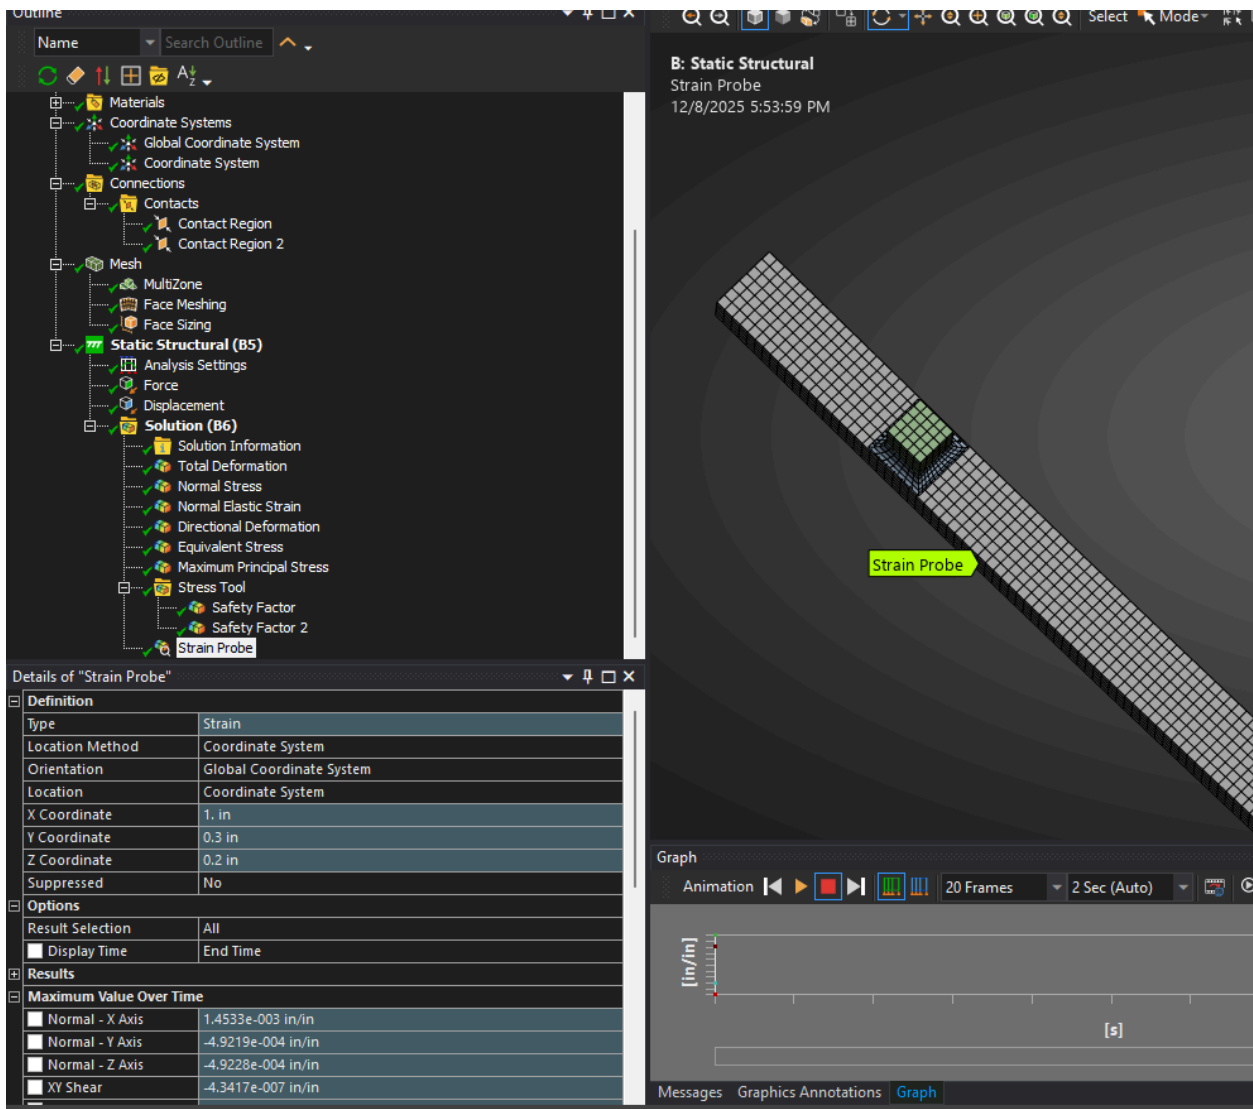 Outline
Name Search Outline
Materials
Coordinate Systems
Global Coordinate System
Coordinate System
Connections
Contacts
Contact Region
Contact Region 2
Mesh
MultiZone
Face Meshing
Face Sizing
Static Structural (B5)
Analysis Settings
Force
Displacement
Solution (B6)
Solution Information
Total Deformation
Normal Stress
Normal Elastic Strain
Directional Deformation
Equivalent Stress
Maximum Principal Stress
Stress Tool
Safety Factor
Safety Factor 2
Strain Probe
Details of "Strain Probe"
Definition
Type Strain
Location Method Coordinate System
Orientation Global Coordinate System
Location Coordinate System
X Coordinate 1. in
Y Coordinate 0.3 in
Z Coordinate 0.2 in
Suppressed No
Options
Result Selection All
Display Time End Time
Results
Maximum Value Over Time
Normal - X Axis 1.4533e-003 in/in
Normal - Y Axis -4.9219e-004 in/in
Normal - Z Axis -4.9228e-004 in/in
XY Shear -4.3417e-007 in/in
Select Mode
B: Static Structural
Strain Probe
12/8/2025 5:53:59 PM
Strain Probe
Graph
Animation 20 Frames 2 Sec (Auto)
[in/in]
[s]
Messages Graphics Annotations Graph